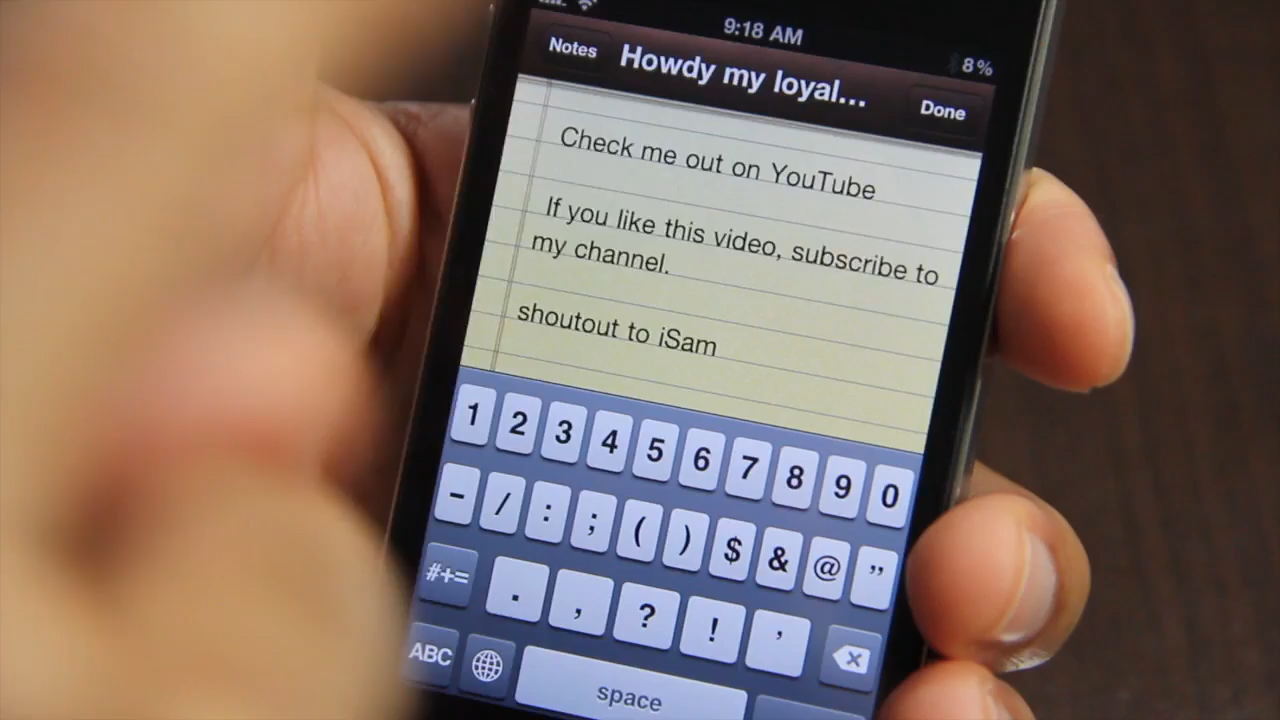 9:18 AM
8%
Notes
Howdy my loyal...
Done
Check me out on YouTube
If you like this video, subscribe to
my channel.
shoutout to iSam
1 2 3 4 5 6 7 8 9 0
- / : ; ( ) $ & @ "
#+= . , ? ! '
ABC space